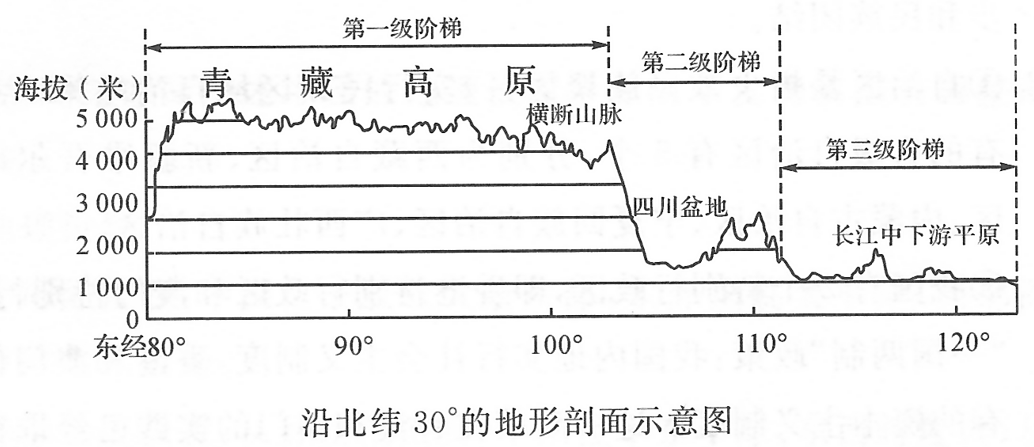 第一级阶梯
第二级阶梯
海拔（米）
青藏高原
5 000
横断山脉
4 000
第三级阶梯
3 000
四川盆地
2 000
长江中下游平原
1 000
0
东经80° 90° 100° 110° 120°
沿北纬30°的地形剖面示意图